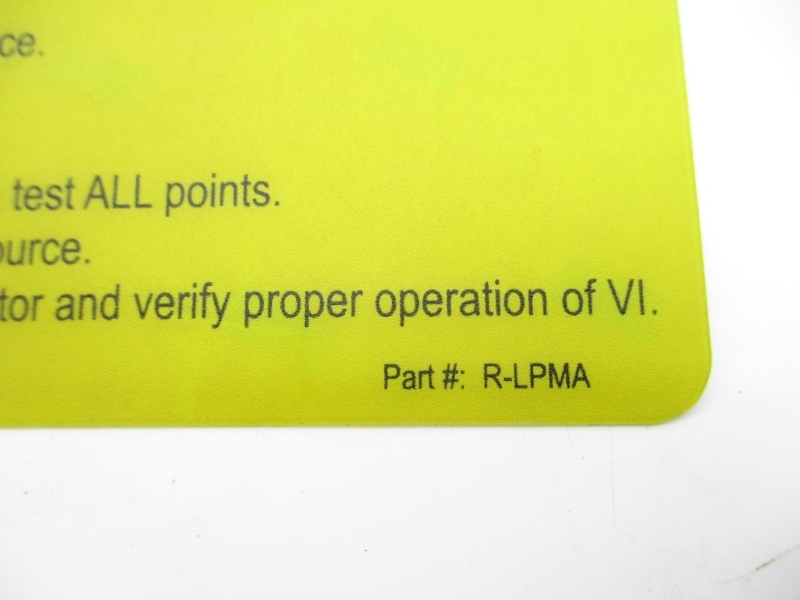 ce.
test ALL points.
ource.
tor and verify proper operation of VI.
Part #: R-LPMA